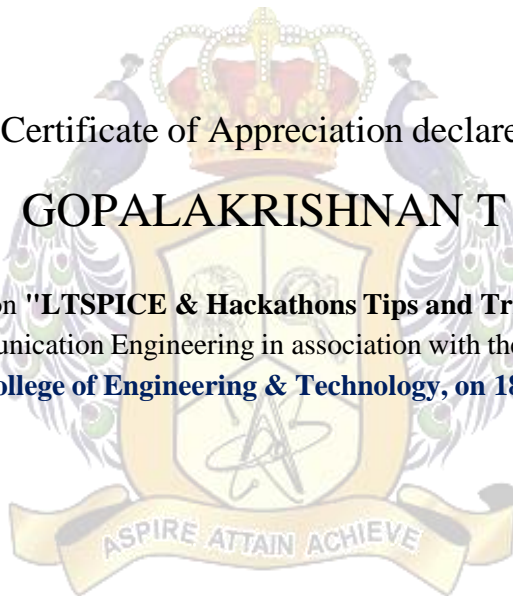 Certificate of Appreciation declare
GOPALAKRISHNAN T
on "LTSPICE & Hackathons Tips and Tr
unication Engineering in association with the
ollege of Engineering & Technology, on 18
ASPIRE ATTAIN ACHIEVE